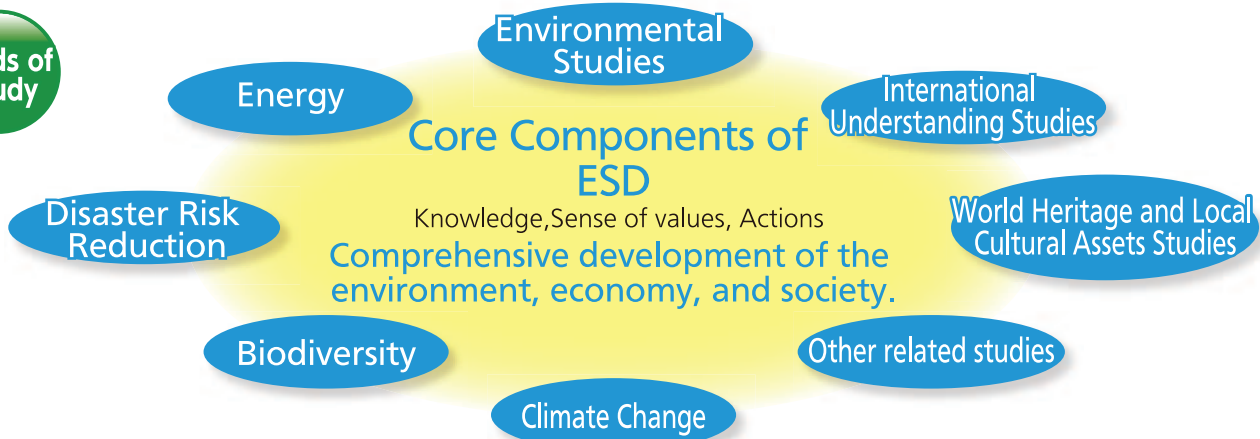 of
Environmental
Studies
Energy
International
Understanding Studies
Core Components of
ESD
Knowledge,Sense of values, Actions
Comprehensive development of the
environment, economy, and society.
Disaster Risk
Reduction
World Heritage and Local
Cultural Assets Studies
Biodiversity
Other related studies
Climate Change